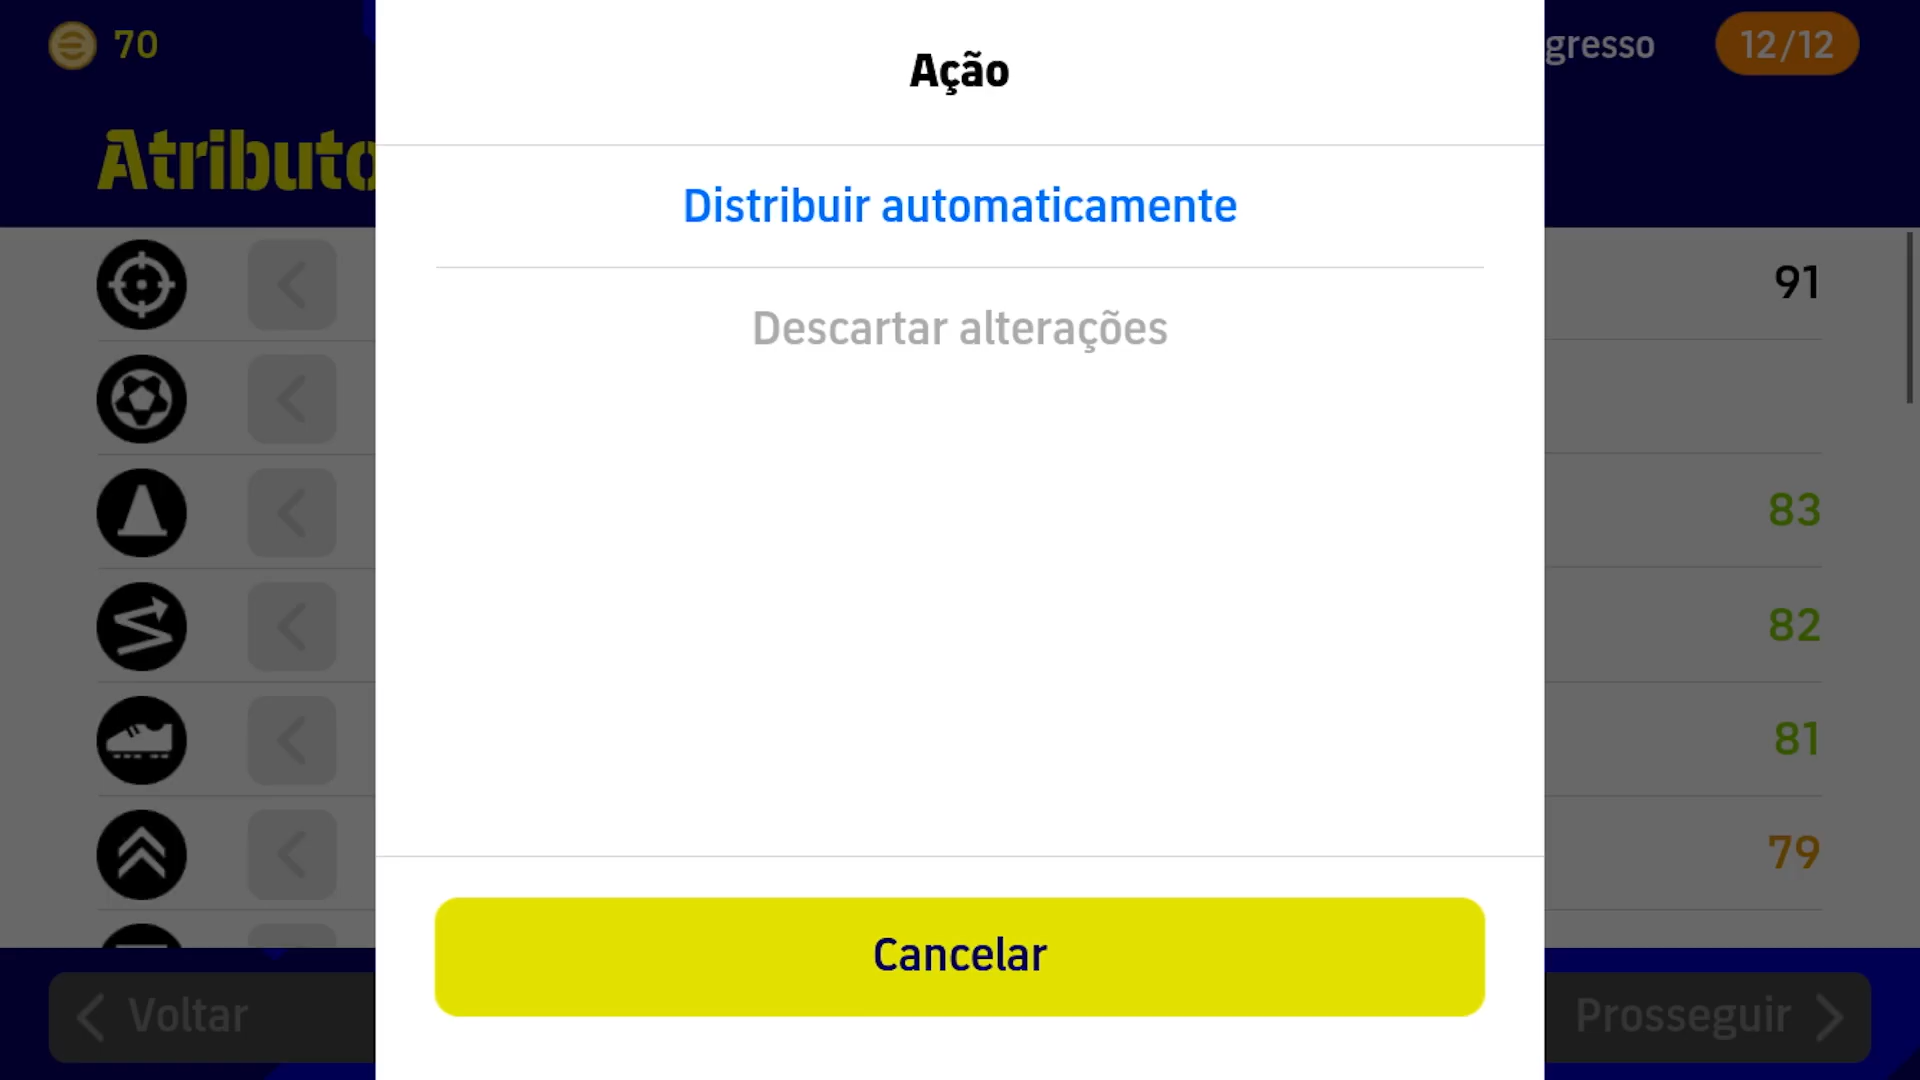 70
Ação
gresso
12/12
Atributo
Distribuir automaticamente
91
Descartar alterações
83
82
81
79
Cancelar
Voltar
Prosseguir